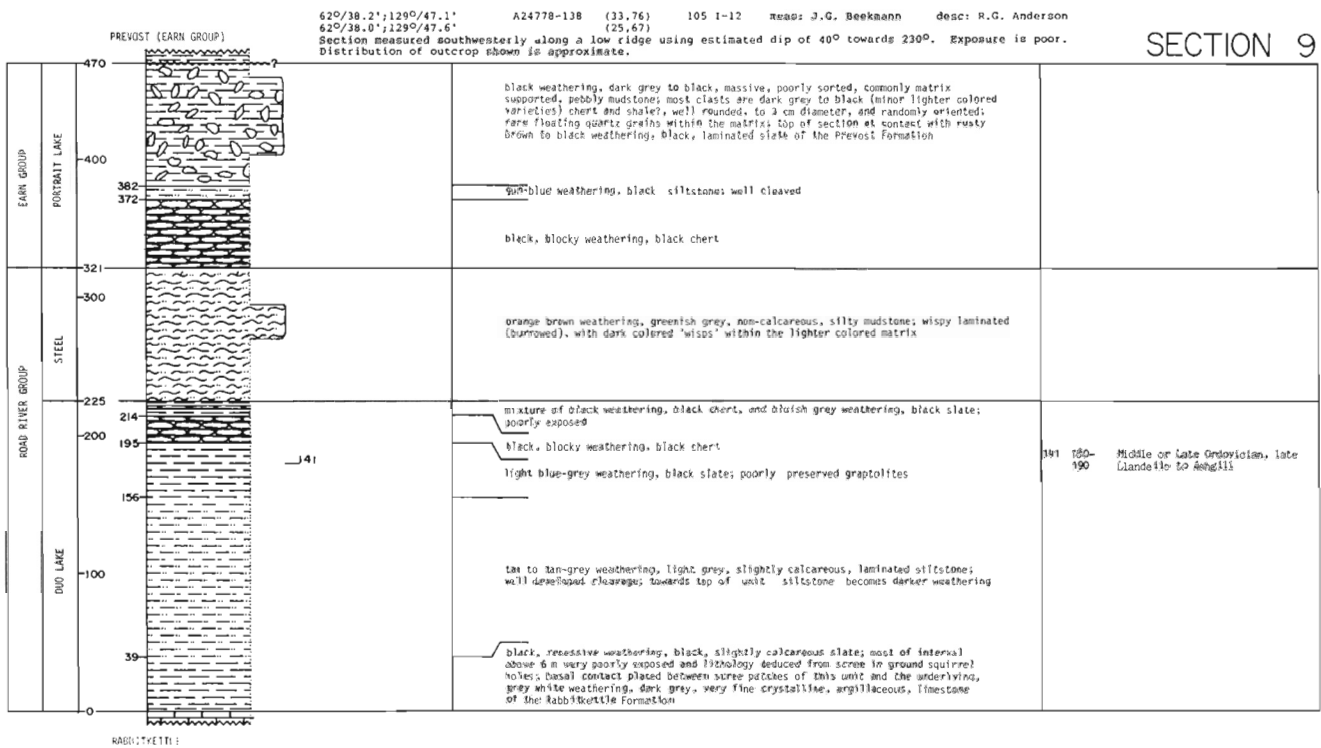 62°/38.2';129°/47.1' A24778-138 (33,76) 105 I-12 meas: J.G. Beekmann desc: R.G. Anderson
62°/38.0';129°/47.6' (25,67)
Section measured southwesterly along a low ridge using estimated dip of 40° towards 230°. Exposure is poor.
Distribution of outcrop shown is approximate.
SECTION 9
PREVOST (EARN GROUP)
470
?
black weathering, dark grey to black, massive, poorly sorted, commonly matrix
supported, pebbly mudstone; most clasts are dark grey to black (minor lighter colored
varieties) chert and shale?, well rounded, to 3 cm diameter, and randomly oriented;
rare floating quartz grains within the matrix; top of section at contact with rusty
brown to black weathering, black, laminated slate of the Prevost Formation
EARN GROUP
PORTRAIT LAKE
400
382
gun-blue weathering, black siltstone; well cleaved
372
black, blocky weathering, black chert
321
300
orange brown weathering, greenish grey, non-calcareous, silty mudstone; wispy laminated
(burrowed), with dark colored 'wisps' within the lighter colored matrix
STEEL
ROAD RIVER GROUP
225
mixture of black weathering, black chert, and bluish grey weathering, black slate;
poorly exposed
214
200
195
black, blocky weathering, black chert
141
light blue-grey weathering, black slate; poorly preserved graptolites
141 180- Middle or Late Ordovician, late
190 Llandeilo to Ashgill
156
DUO LAKE
100
tan to tan-grey weathering, light grey, slightly calcareous, laminated siltstone;
well developed cleavage; towards top of unit siltstone becomes darker weathering
39
black, recessive weathering, black, slightly calcareous slate; most of interval
above 6 m very poorly exposed and lithology deduced from scree in ground squirrel
holes; basal contact placed between scree patches of this unit and the underlying,
grey white weathering, dark grey, very fine crystalline, argillaceous, limestone
of the Rabbitkettle Formation
0
RABBITKETTLE